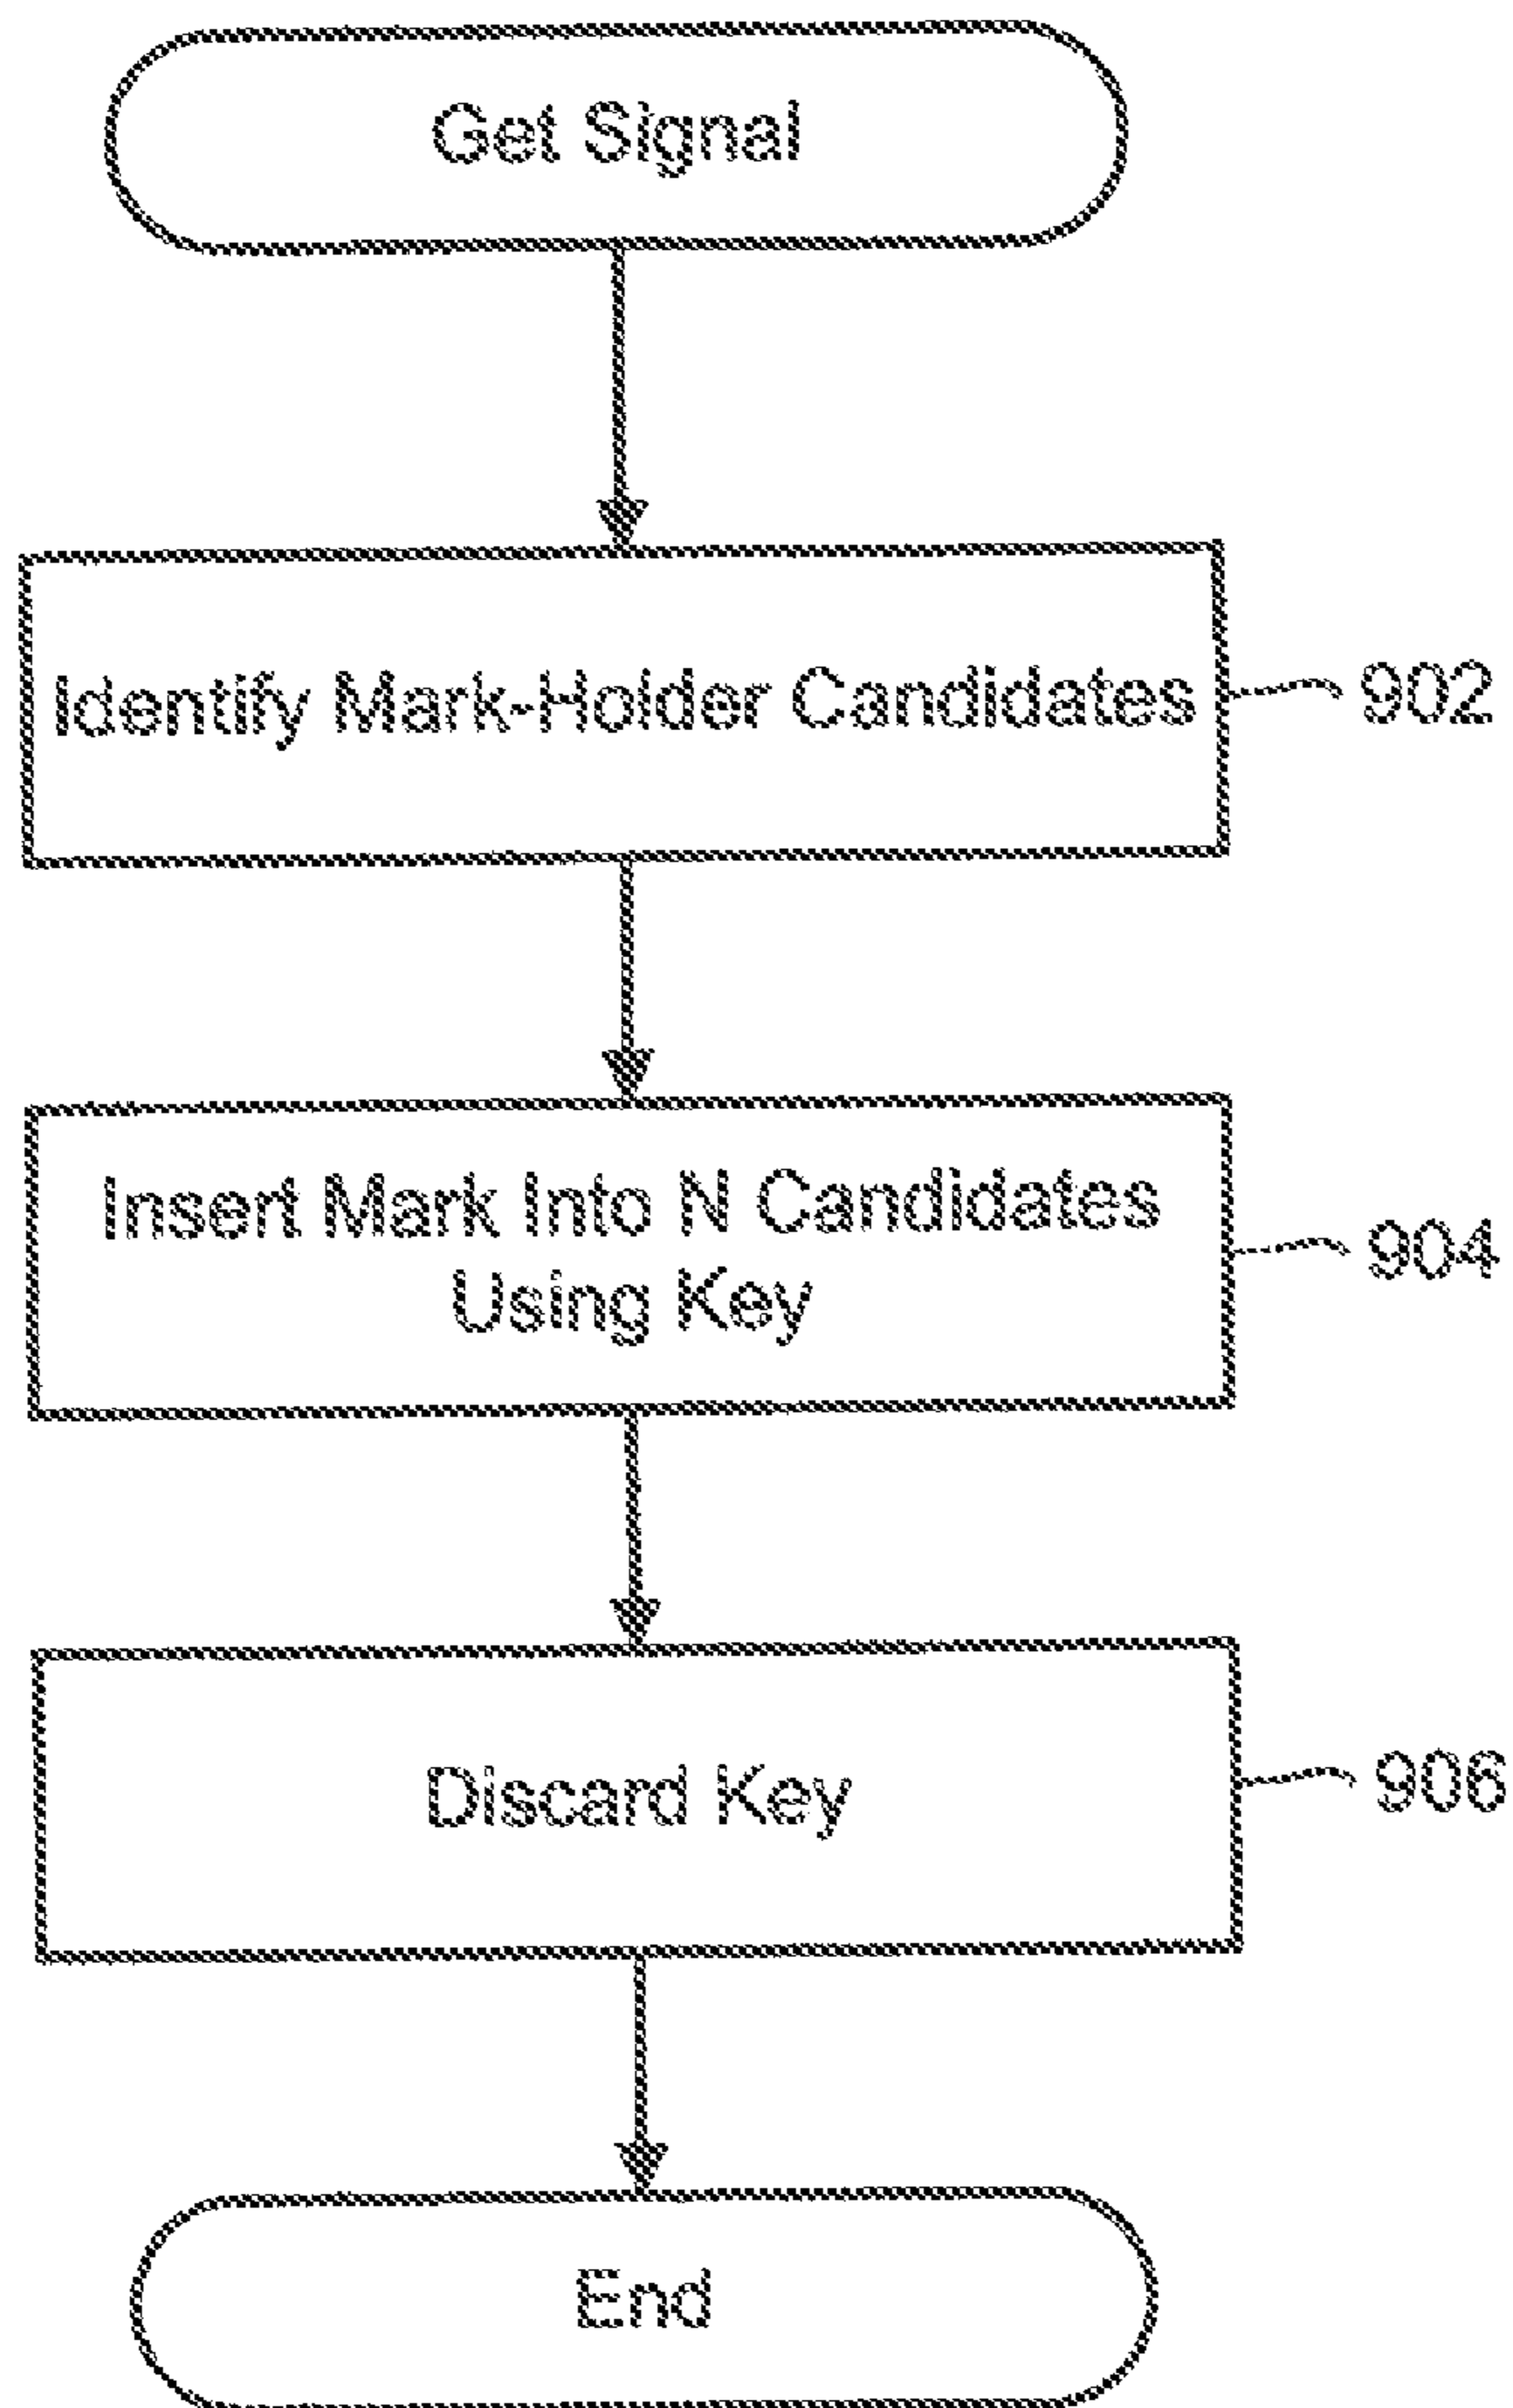 Get Signal
Identify Mark-Holder Candidates
902
Insert Mark Into N Candidates
Using Key
904
Discard Key
906
End